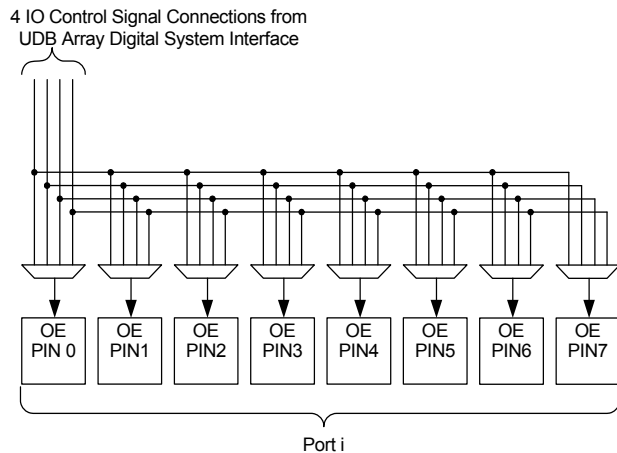 4 IO Control Signal Connections from
UDB Array Digital System Interface
OE
PIN 0
OE
PIN1
OE
PIN2
OE
PIN3
OE
PIN4
OE
PIN5
OE
PIN6
OE
PIN7
Port i